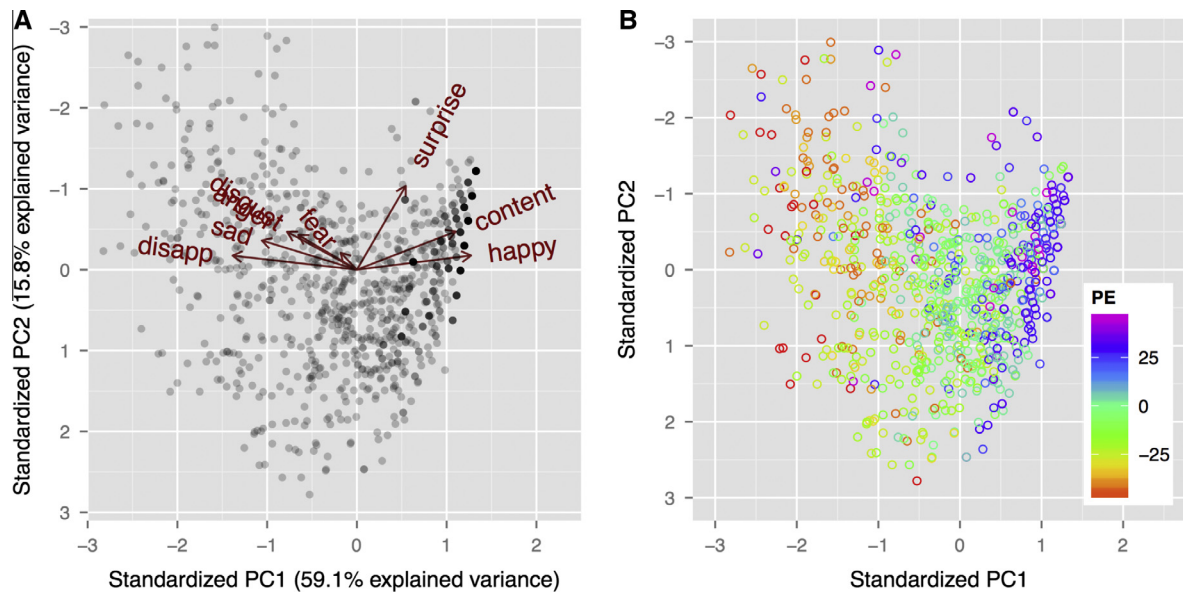 A
Standardized PC2 (15.8% explained variance)
−3
−2
−1
0
1
2
3
surprise
content
happy
fear
disgust
anger
sad
disapp
−3
−2
−1
0
1
2
Standardized PC1 (59.1% explained variance)
B
Standardized PC2
−3
−2
−1
0
1
2
3
PE
25
0
−25
−3
−2
−1
0
1
2
Standardized PC1